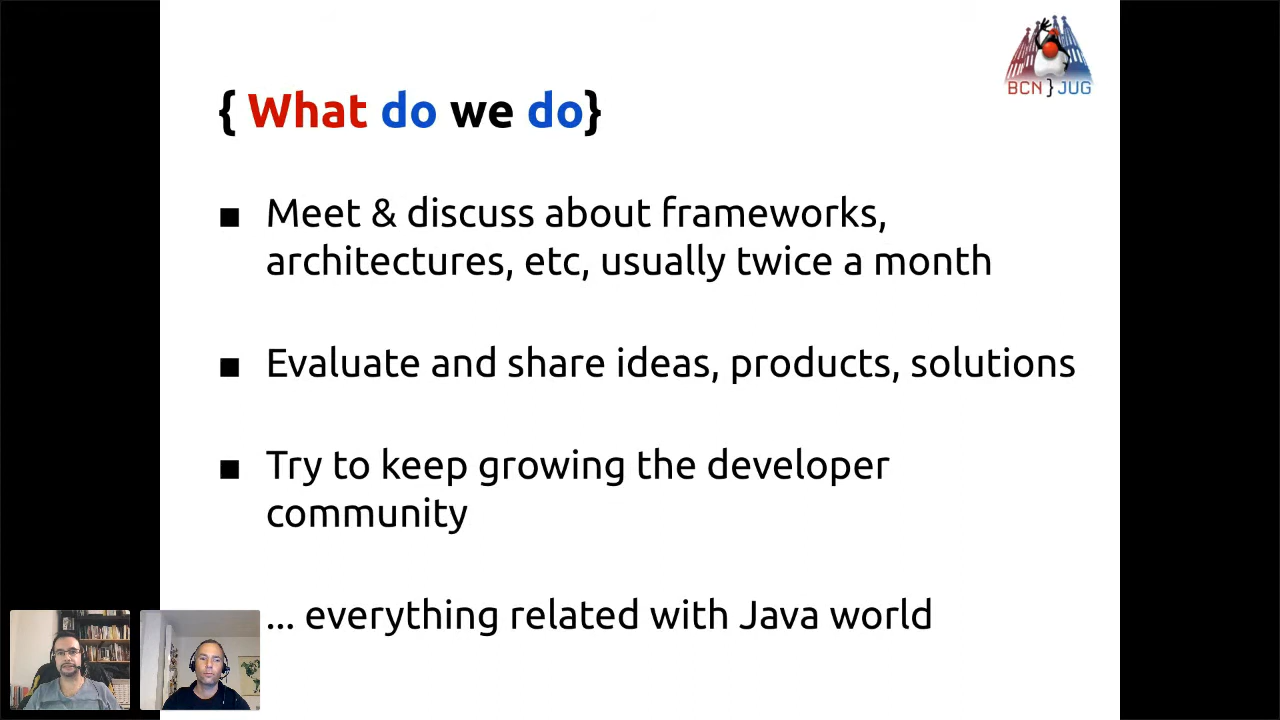 BCN}JUG
{ What do we do}
■ Meet & discuss about frameworks,
architectures, etc, usually twice a month
■ Evaluate and share ideas, products, solutions
■ Try to keep growing the developer
community
... everything related with Java world